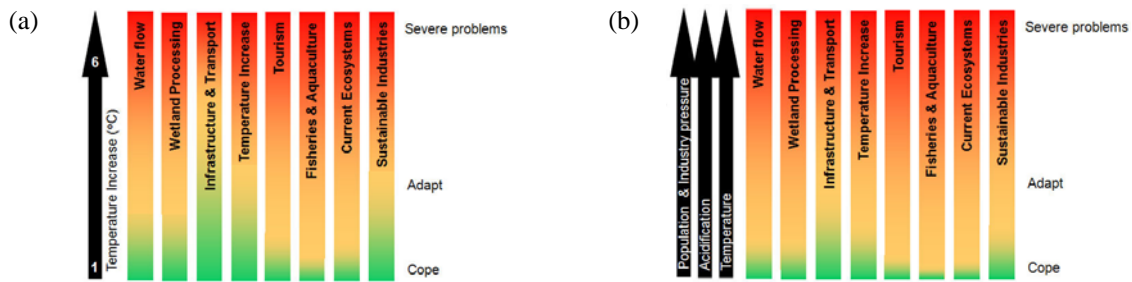 (a)
6
1
Temperature Increase (°C)
Water flow
Wetland Processing
Infrastructure & Transport
Temperature Increase
Tourism
Fisheries & Aquaculture
Current Ecosystems
Sustainable Industries
Severe problems
Adapt
Cope
(b)
Population & Industry pressure
Acidification
Temperature
Water flow
Wetland Processing
Infrastructure & Transport
Temperature Increase
Tourism
Fisheries & Aquaculture
Current Ecosystems
Sustainable Industries
Severe problems
Adapt
Cope